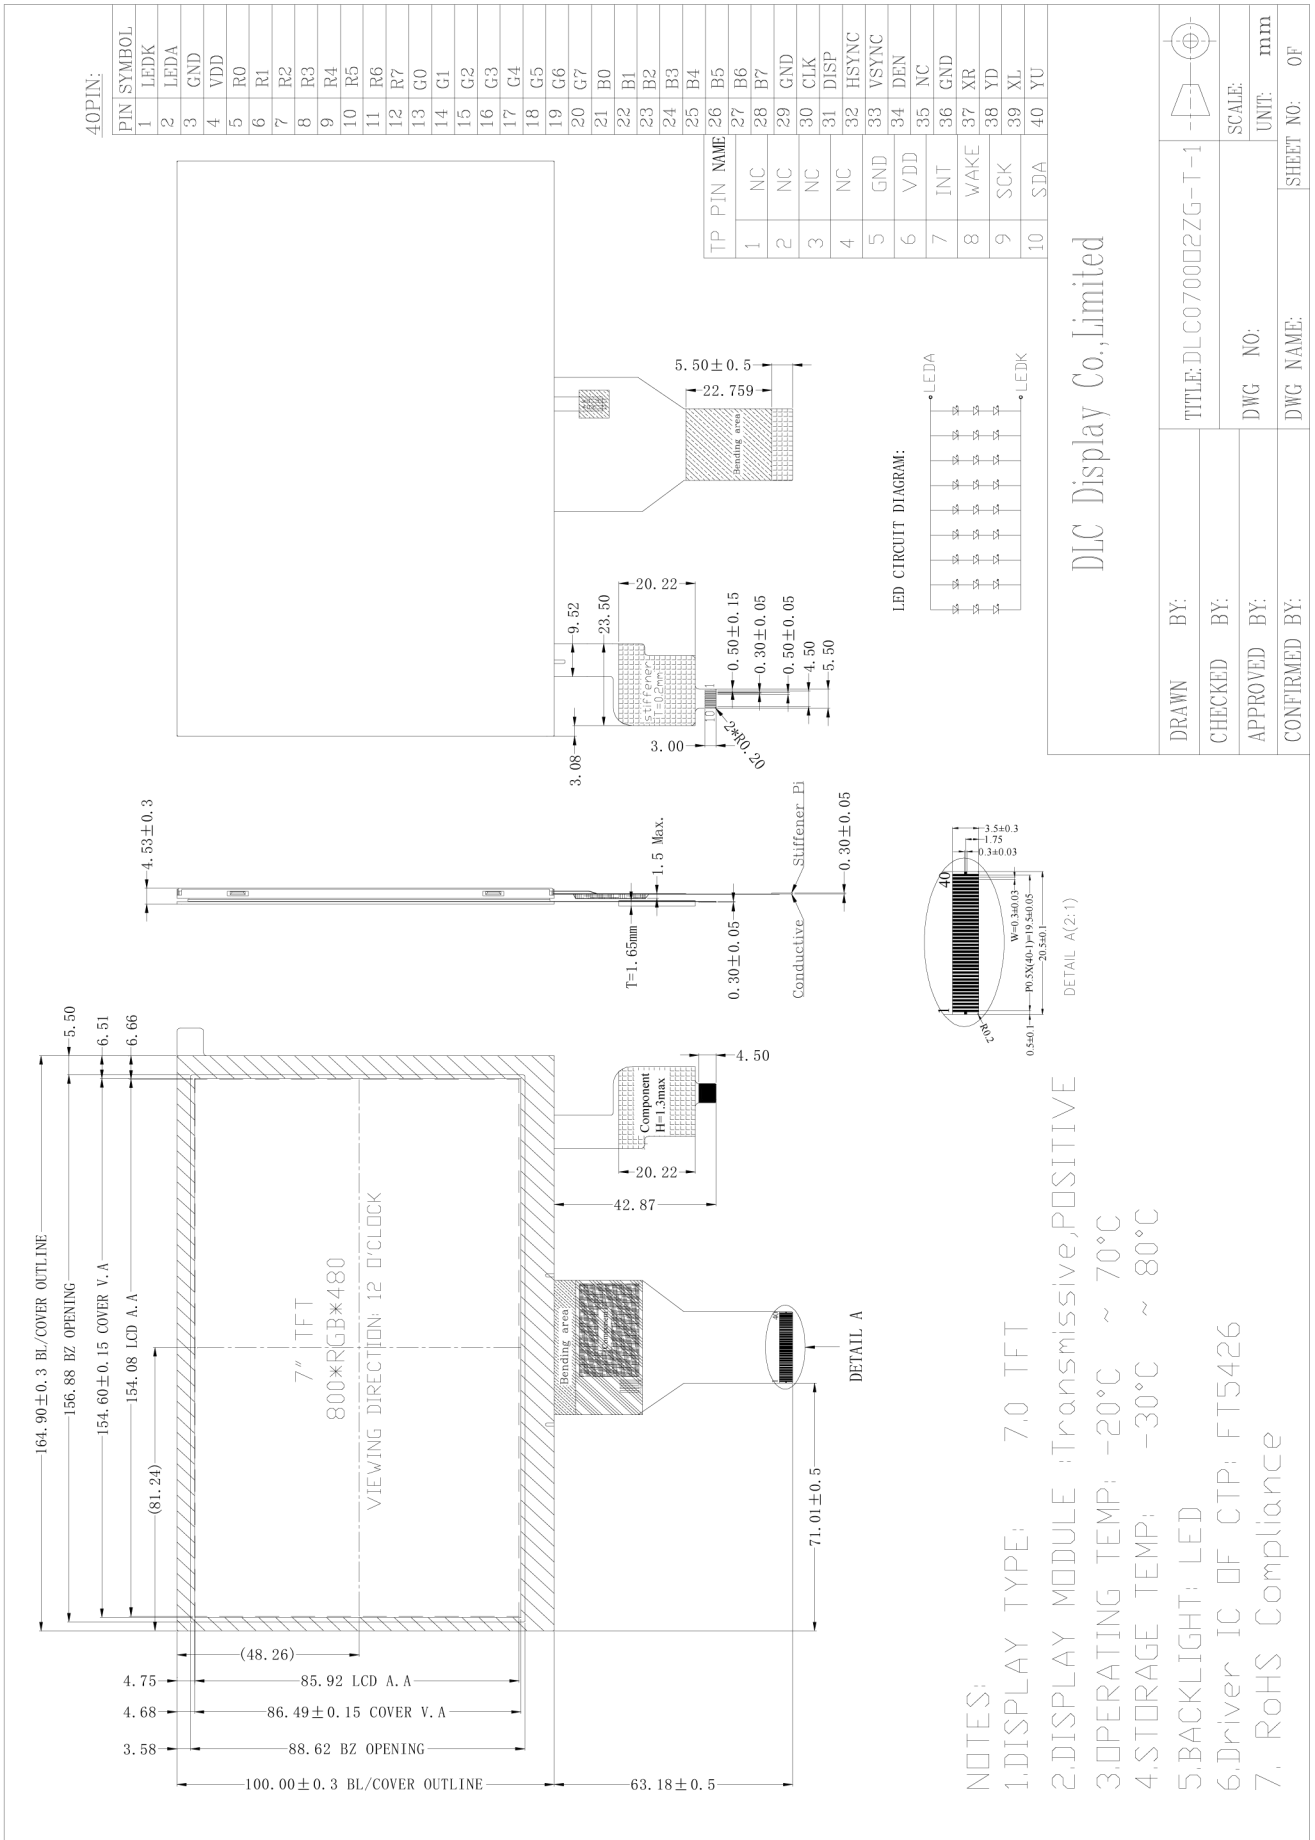 164.90±0.3 BL/COVER OUTLINE
156.88 BZ OPENING
154.60±0.15 COVER V.A
154.08 LCD A.A
(81.24)
5.50
6.51
6.66
4.75
4.68
3.58
(48.26)
85.92 LCD A.A
86.49±0.15 COVER V.A
88.62 BZ OPENING
100.00±0.3 BL/COVER OUTLINE
63.18±0.5
7" TFT
800*RGB*480
VIEWING DIRECTION: 12 O'CLOCK
Bending area
Component
1
40
71.01±0.5
DETAIL A
Component
H=1.3max
20.22
42.87
4.50
4.53±0.3
T=1.65mm
1.5 Max.
0.30±0.05
Conductive
Stiffener Pi
0.30±0.05
3.08
9.52
23.50
20.22
stiffener
T=0.2mm
10
1
3.00
2*R0.20
0.50±0.15
0.30±0.05
0.50±0.05
4.50
5.50
Bending area
22.759
5.50±0.5
40PIN:
PIN SYMBOL
1 LEDK
2 LEDA
3 GND
4 VDD
5 R0
6 R1
7 R2
8 R3
9 R4
10 R5
11 R6
12 R7
13 G0
14 G1
15 G2
16 G3
17 G4
18 G5
19 G6
20 G7
21 B0
22 B1
23 B2
24 B3
25 B4
26 B5
27 B6
28 B7
29 GND
30 CLK
31 DISP
32 HSYNC
33 VSYNC
34 DEN
35 NC
36 GND
37 XR
38 YD
39 XL
40 YU
TP PIN NAME
1 NC
2 NC
3 NC
4 NC
5 GND
6 VDD
7 INT
8 WAKE
9 SCK
10 SDA
LED CIRCUIT DIAGRAM:
LEDA
LEDK
1
40
3.5±0.3
1.75
0.3±0.03
W=0.3±0.03
P0.5X(40-1)=19.5±0.05
20.5±0.1
0.5±0.1
R0.2
DETAIL A(2:1)
NOTES:
1.DISPLAY TYPE: 7.0 TFT
2.DISPLAY MODULE :Transmissive,POSITIVE
3.OPERATING TEMP: -20°C ~ 70°C
4.STORAGE TEMP: -30°C ~ 80°C
5.BACKLIGHT: LED
6.Driver IC OF CTP: FT5426
7. RoHS Compliance
DLC Display Co.,Limited
DRAWN BY:
CHECKED BY:
APPROVED BY:
CONFIRMED BY:
TITLE:DLC0700DZG-T-1
DWG NO:
DWG NAME:
SCALE:
UNIT: mm
SHEET NO: OF